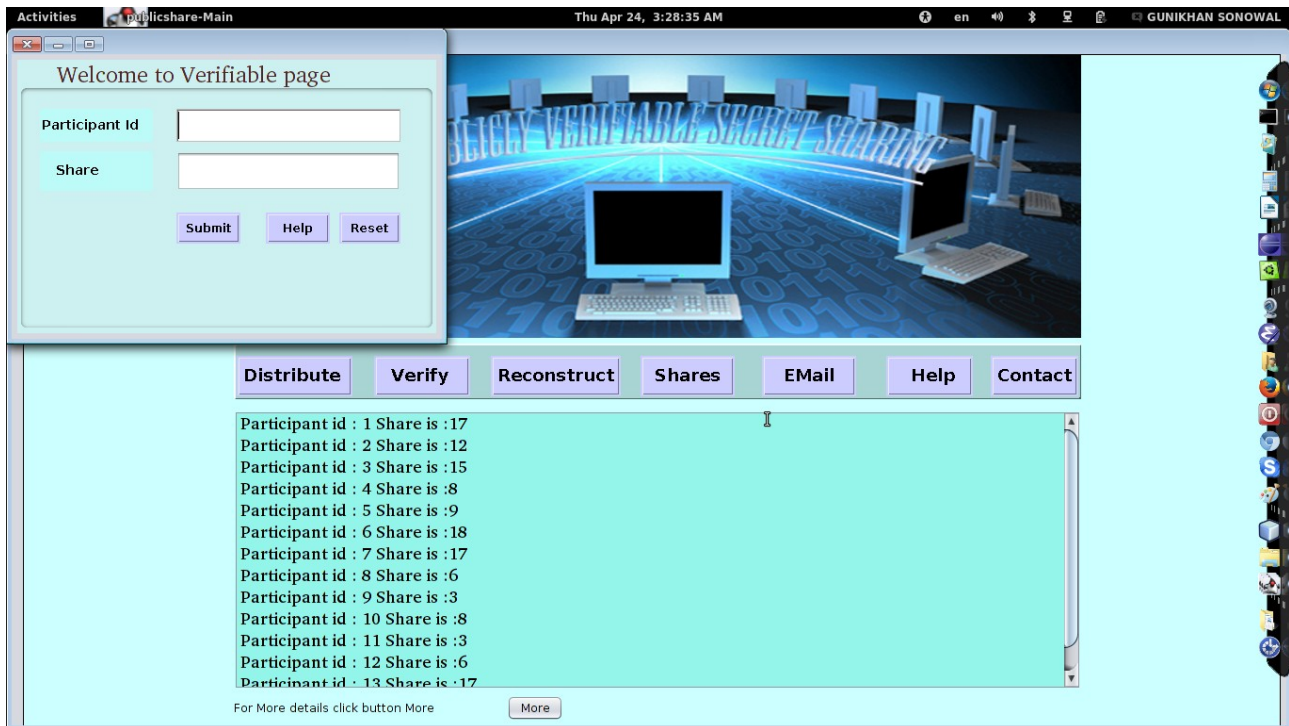 Activities publicshare-Main Thu Apr 24, 3:28:35 AM en GUNIKHAN SONOWAL
Welcome to Verifiable page
Participant Id
Share
Submit Help Reset
VERIFIABLE SECRET SHARING
Distribute Verify Reconstruct Shares EMail Help Contact
Participant id : 1 Share is :17
Participant id : 2 Share is :12
Participant id : 3 Share is :15
Participant id : 4 Share is :8
Participant id : 5 Share is :9
Participant id : 6 Share is :18
Participant id : 7 Share is :17
Participant id : 8 Share is :6
Participant id : 9 Share is :3
Participant id : 10 Share is :8
Participant id : 11 Share is :3
Participant id : 12 Share is :6
Participant id : 13 Share is :17
For More details click button More More